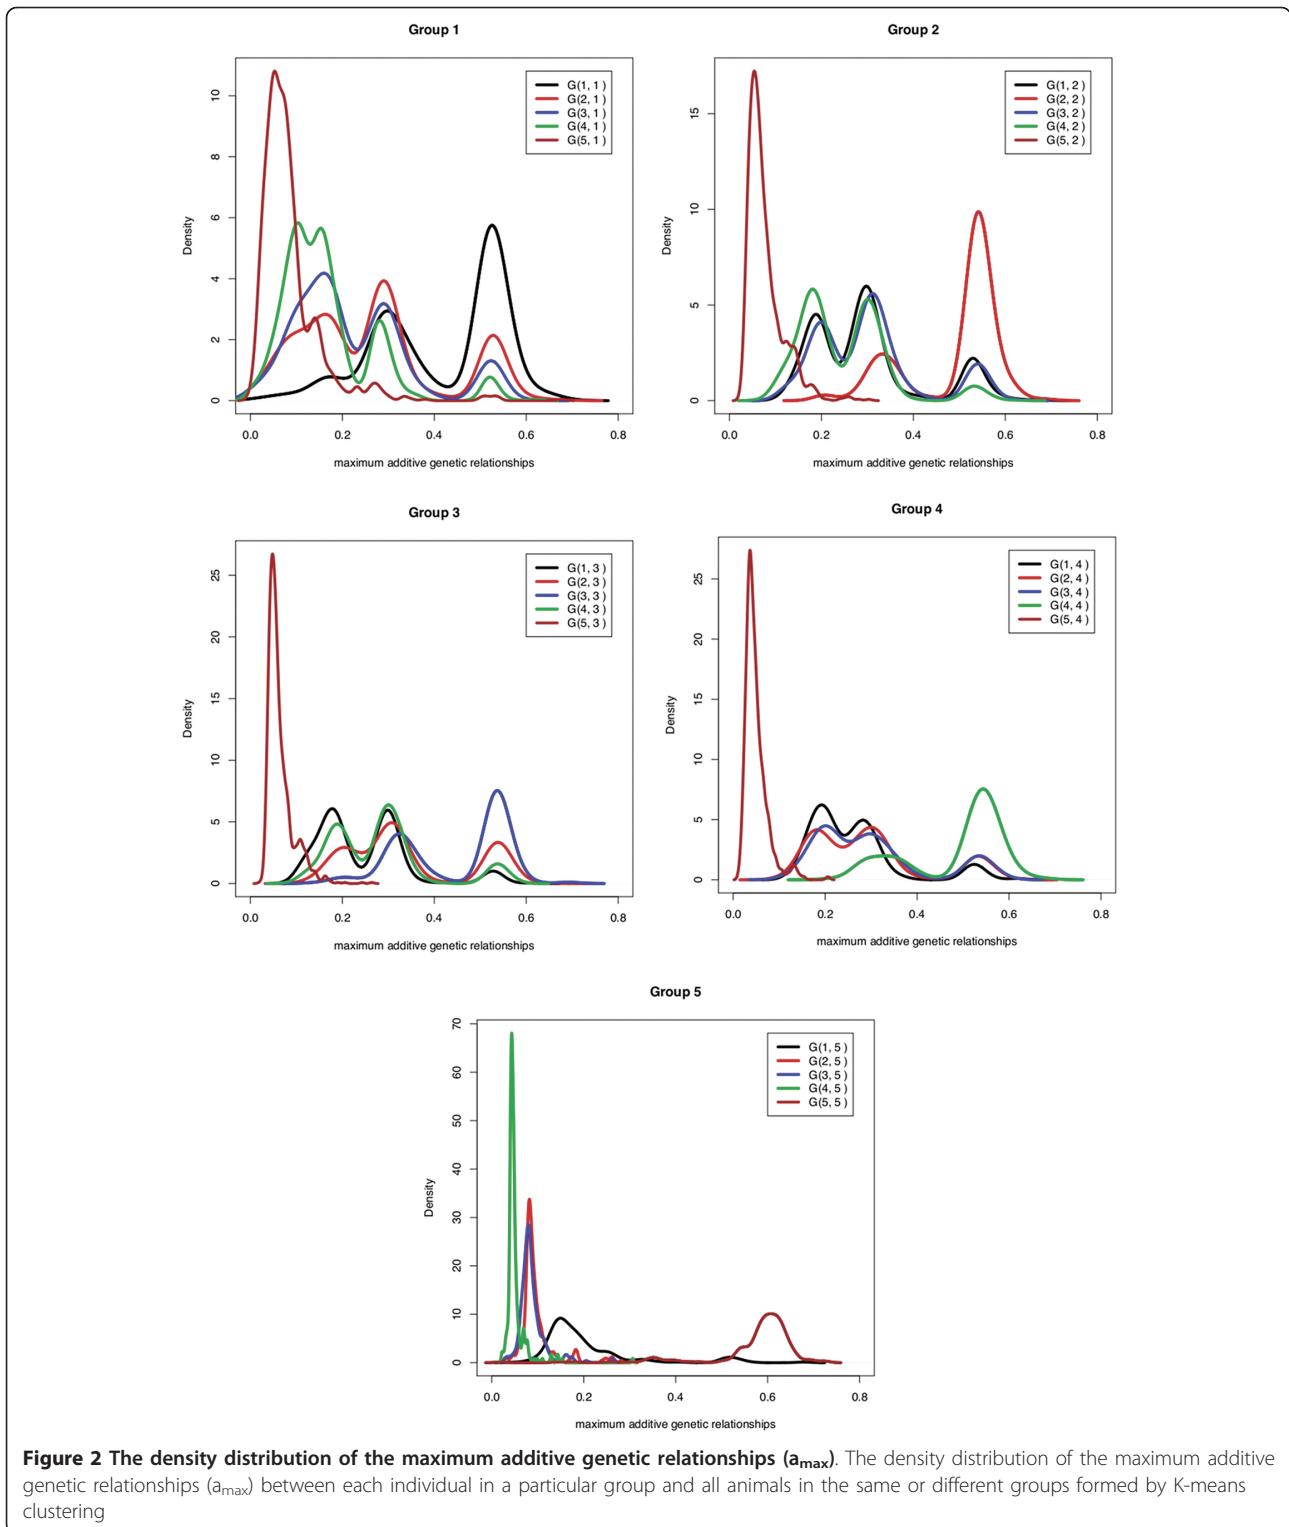 Group 1
10
8
6
4
2
0
Density
G(1, 1 )
G(2, 1 )
G(3, 1 )
G(4, 1 )
G(5, 1 )
0.0 0.2 0.4 0.6 0.8
maximum additive genetic relationships
Group 2
15
10
5
0
Density
G(1, 2 )
G(2, 2 )
G(3, 2 )
G(4, 2 )
G(5, 2 )
0.0 0.2 0.4 0.6 0.8
maximum additive genetic relationships
Group 3
25
20
15
10
5
0
Density
G(1, 3 )
G(2, 3 )
G(3, 3 )
G(4, 3 )
G(5, 3 )
0.0 0.2 0.4 0.6 0.8
maximum additive genetic relationships
Group 4
25
20
15
10
5
0
Density
G(1, 4 )
G(2, 4 )
G(3, 4 )
G(4, 4 )
G(5, 4 )
0.0 0.2 0.4 0.6 0.8
maximum additive genetic relationships
Group 5
70
60
50
40
30
20
10
0
Density
G(1, 5 )
G(2, 5 )
G(3, 5 )
G(4, 5 )
G(5, 5 )
0.0 0.2 0.4 0.6 0.8
maximum additive genetic relationships
Figure 2 The density distribution of the maximum additive genetic relationships (amax). The density distribution of the maximum additive
genetic relationships (amax) between each individual in a particular group and all animals in the same or different groups formed by K-means
clustering